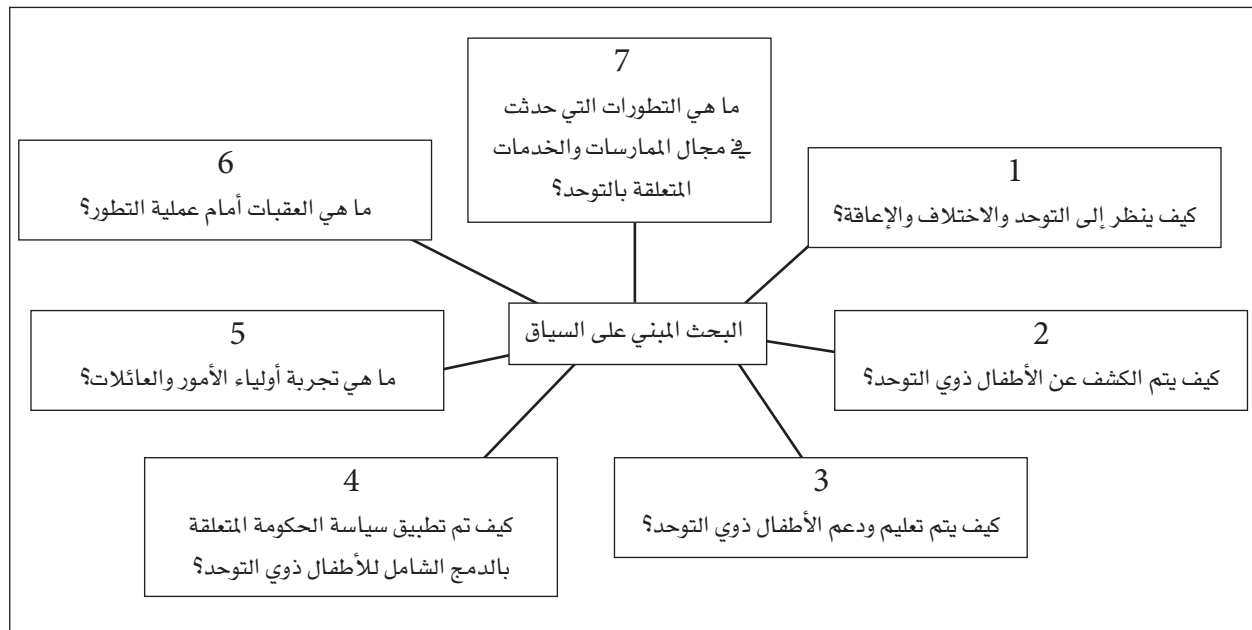 7
ما هي التطورات التي حدثت
في مجال الممارسات والخدمات
المتعلقة بالتوحد؟
1
كيف ينظر إلى التوحد والاختلاف والإعاقة؟
2
كيف يتم الكشف عن الأطفال ذوي التوحد؟
3
كيف يتم تعليم ودعم الأطفال ذوي التوحد؟
4
كيف تم تطبيق سياسة الحكومة المتعلقة
بالدمج الشامل للأطفال ذوي التوحد؟
5
ما هي تجربة أولياء الأمور والعائلات؟
6
ما هي العقبات أمام عملية التطور؟
البحث المبني على السياق